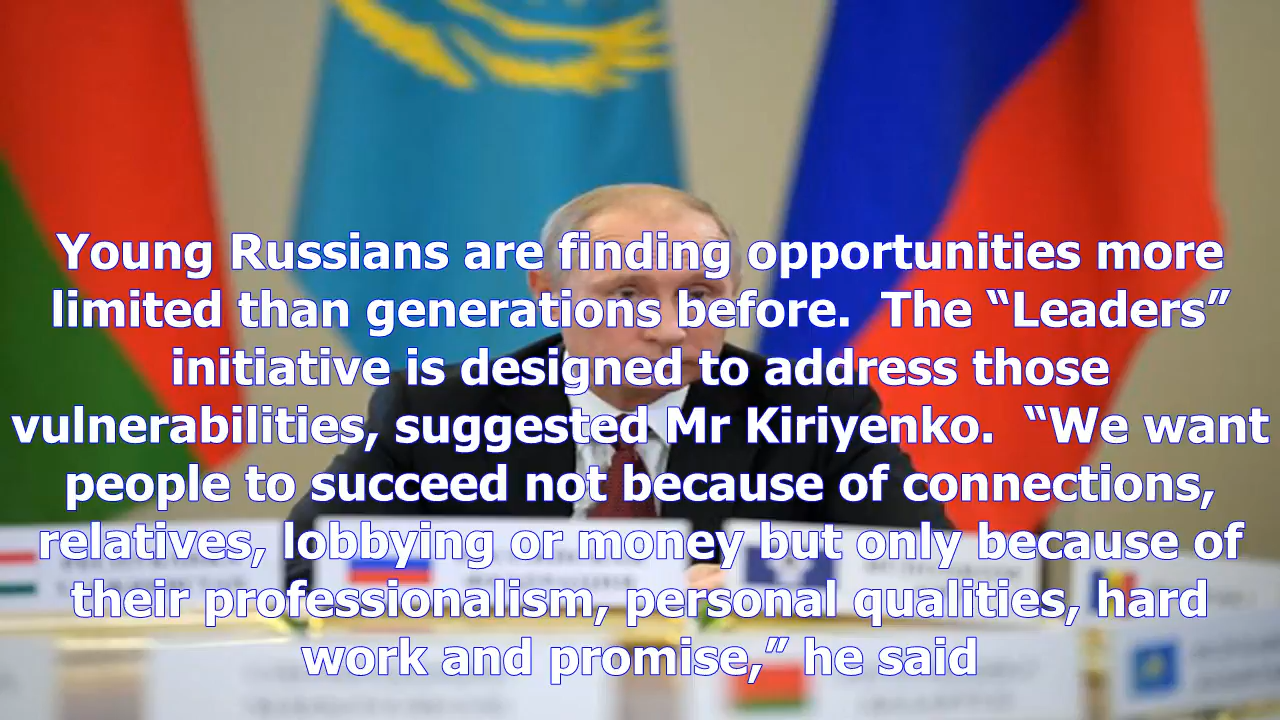 Young Russians are finding opportunities more
limited than generations before.  The “Leaders”
initiative is designed to address those
vulnerabilities, suggested Mr Kiriyenko.  “We want
people to succeed not because of connections,
relatives, lobbying or money but only because of
their professionalism, personal qualities, hard
work and promise,” he said